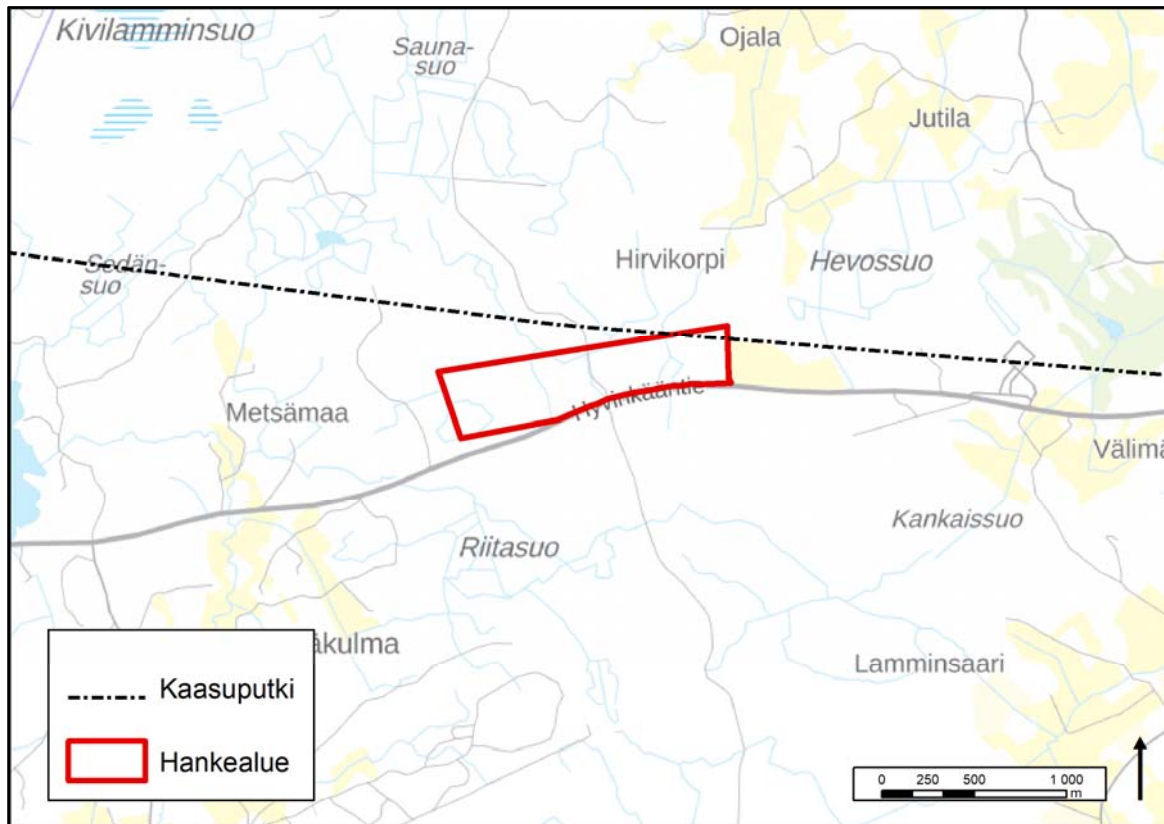 Kivilamminsuo
Sauna-
suo
Ojala
Jutila
Hirvikorpi
Hevossuo
Sedän-
suo
Hyvinkääntie
Metsämaa
Välimä
Kankaissuo
Riitasuo
äkulma
Lamminsaari
Kaasuputki
Hankealue
0 250 500 1 000
m